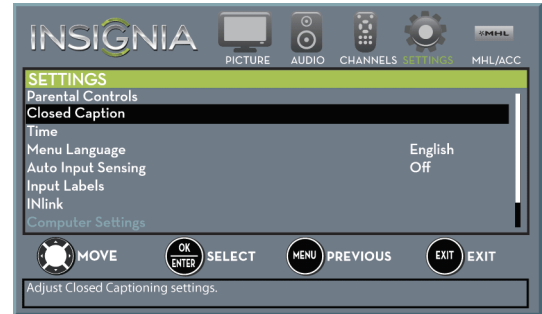 INSIGNIA
PICTURE AUDIO CHANNELS SETTINGS MHL/ACC
MHL
SETTINGS
Parental Controls
Closed Caption
Time
Menu Language English
Auto Input Sensing Off
Input Labels
INlink
Computer Settings
MOVE OK ENTER SELECT MENU PREVIOUS EXIT EXIT
Adjust Closed Captioning settings.